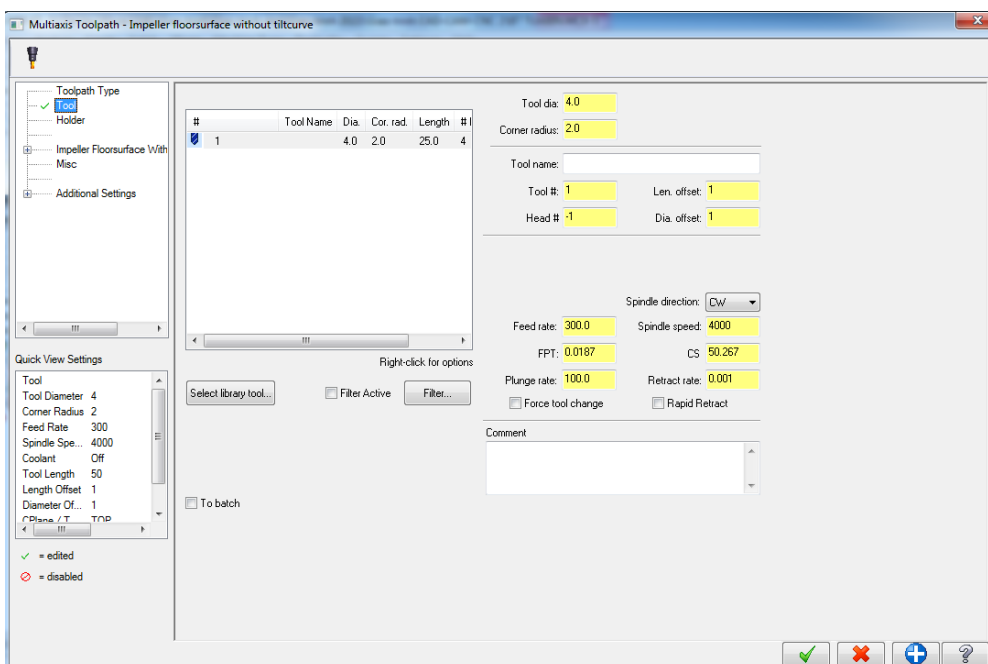 Multiaxis Toolpath - Impeller floorsurface without tiltcurve
Toolpath Type
Tool
Holder
Impeller Floorsurface With
Misc
Additional Settings
# Tool Name Dia. Cor. rad. Length #
1 4.0 2.0 25.0 4
Right-click for options
Select library tool...
Filter Active
Filter...
To batch
Tool dia: 4.0
Corner radius: 2.0
Tool name:
Tool #: 1 Len. offset: 1
Head # -1 Dia. offset: 1
Spindle direction: CW
Feed rate: 300.0 Spindle speed: 4000
FPT: 0.0187 CS 50.267
Plunge rate: 100.0 Retract rate: 0.001
Force tool change Rapid Retract
Comment
Quick View Settings
Tool
Tool Diameter 4
Corner Radius 2
Feed Rate 300
Spindle Spe... 4000
Coolant Off
Tool Length 50
Length Offset 1
Diameter Of... 1
CPlane / T... TOP
= edited
= disabled